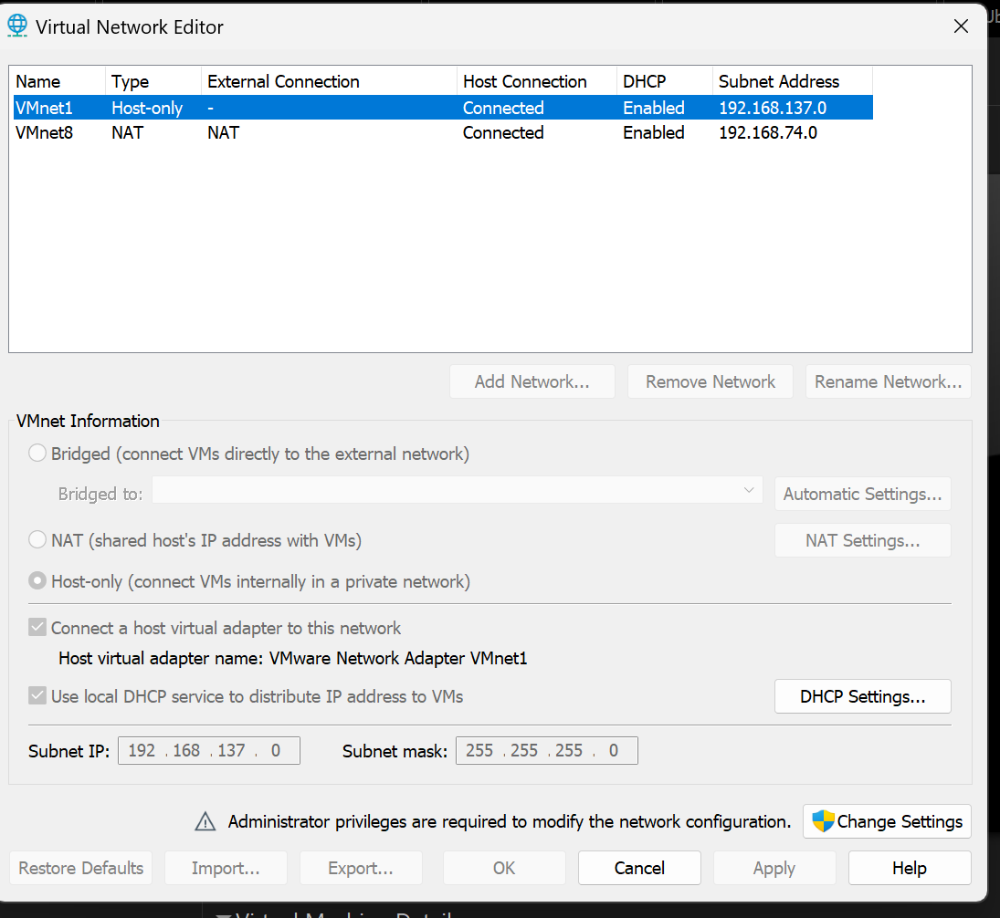 Virtual Network Editor
Name Type External Connection Host Connection DHCP Subnet Address
VMnet1 Host-only - Connected Enabled 192.168.137.0
VMnet8 NAT NAT Connected Enabled 192.168.74.0
Add Network... Remove Network Rename Network...
VMnet Information
Bridged (connect VMs directly to the external network)
Bridged to: Automatic Settings...
NAT (shared host's IP address with VMs) NAT Settings...
Host-only (connect VMs internally in a private network)
Connect a host virtual adapter to this network
Host virtual adapter name: VMware Network Adapter VMnet1
Use local DHCP service to distribute IP address to VMs DHCP Settings...
Subnet IP: 192 . 168 . 137 . 0 Subnet mask: 255 . 255 . 255 . 0
Administrator privileges are required to modify the network configuration. Change Settings
Restore Defaults Import... Export... OK Cancel Apply Help